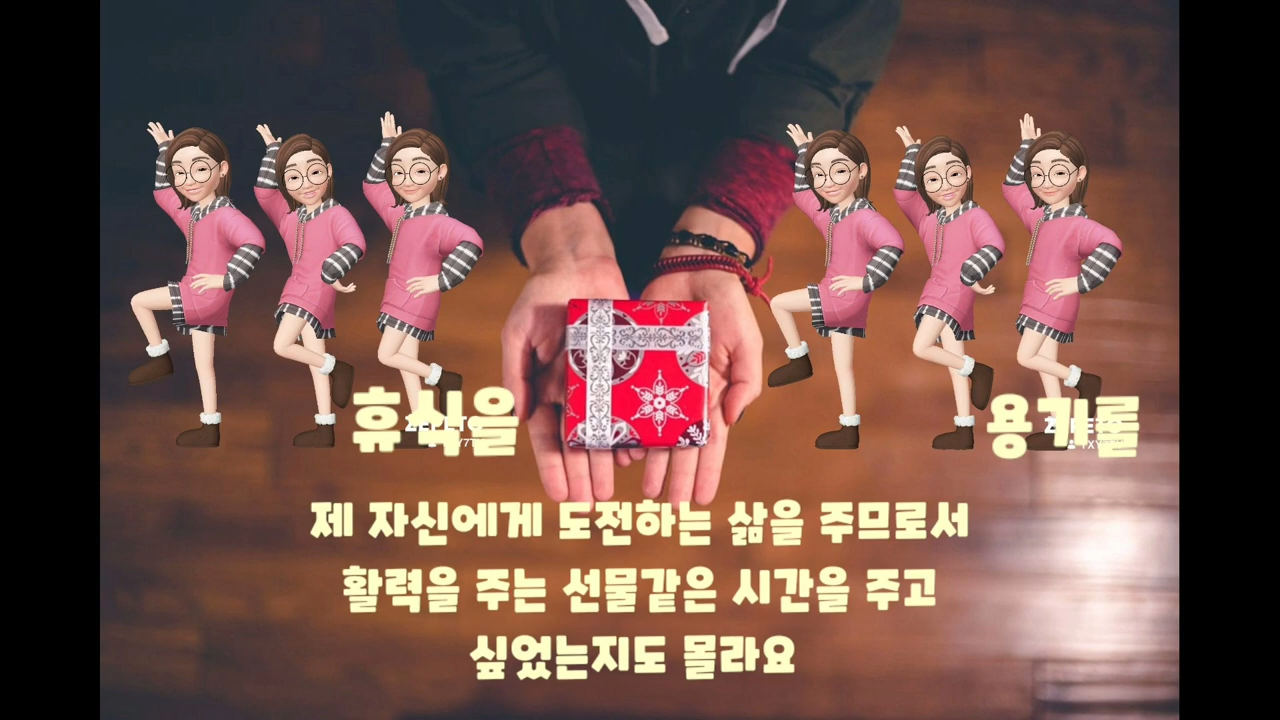 휴식을
용기를
제 자신에게 도전하는 삶을 주므로서
활력을 주는 선물같은 시간을 주고
싶었는지도 몰라요